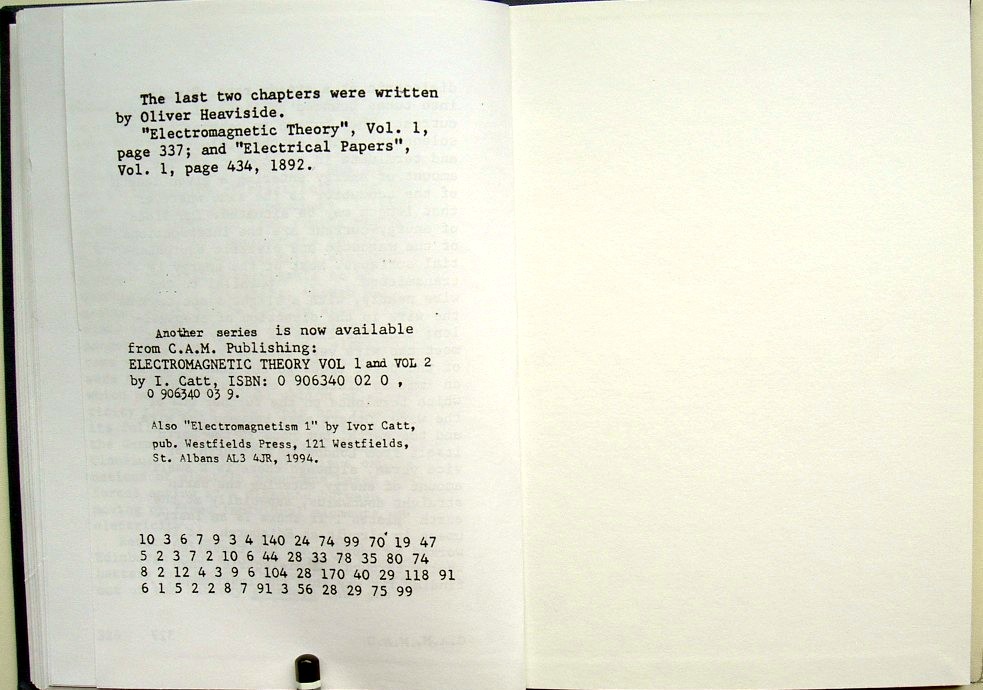 The last two chapters were written
by Oliver Heaviside.
"Electromagnetic Theory", Vol. 1,
page 337; and "Electrical Papers",
Vol. 1, page 434, 1892.
Another series is now available
from C.A.M. Publishing:
ELECTROMAGNETIC THEORY VOL 1 and VOL 2
by I. Catt, ISBN: 0 906340 02 0 ,
0 906340 03 9.
Also "Electromagnetism 1" by Ivor Catt,
pub. Westfields Press, 121 Westfields,
St. Albans AL3 4JR, 1994.
10 3 6 7 9 3 4 140 24 74 99 70 19 47
5 2 3 7 2 10 6 44 28 33 78 35 80 74
8 2 12 4 3 9 6 104 28 170 40 29 118 91
6 1 5 2 2 8 7 91 3 56 28 29 75 99